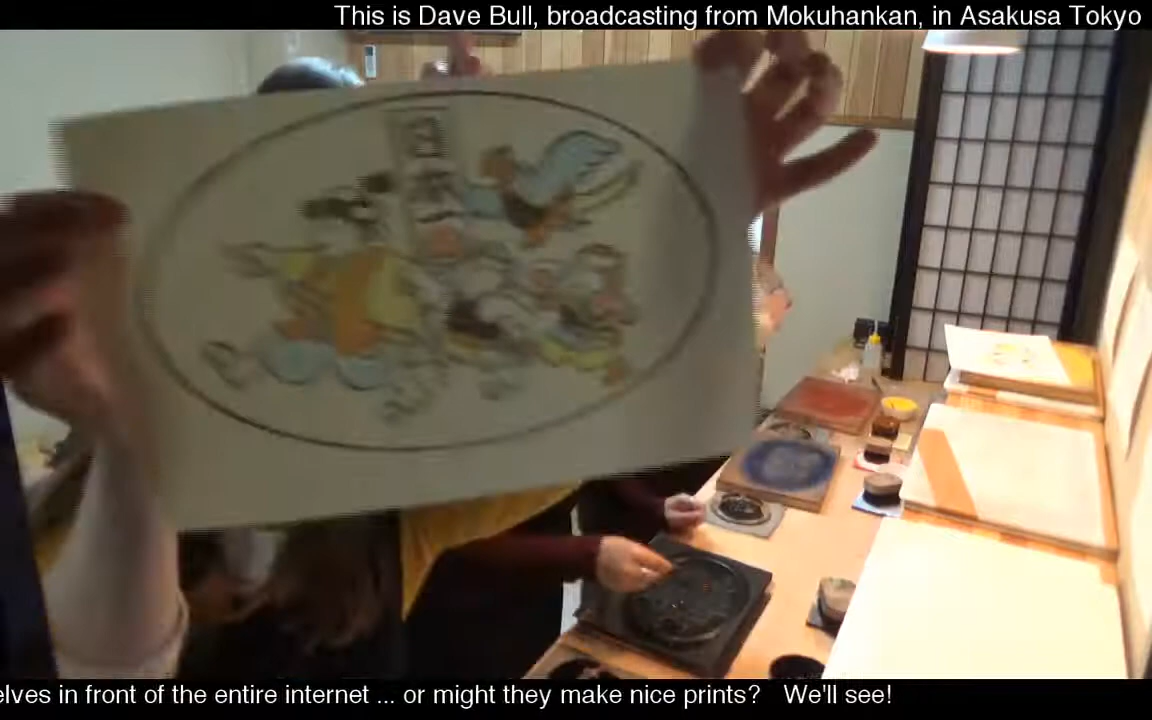 This is Dave Bull, broadcasting from Mokuhankan, in Asakusa Tokyo
elves in front of the entire internet ... or might they make nice prints? We'll see!